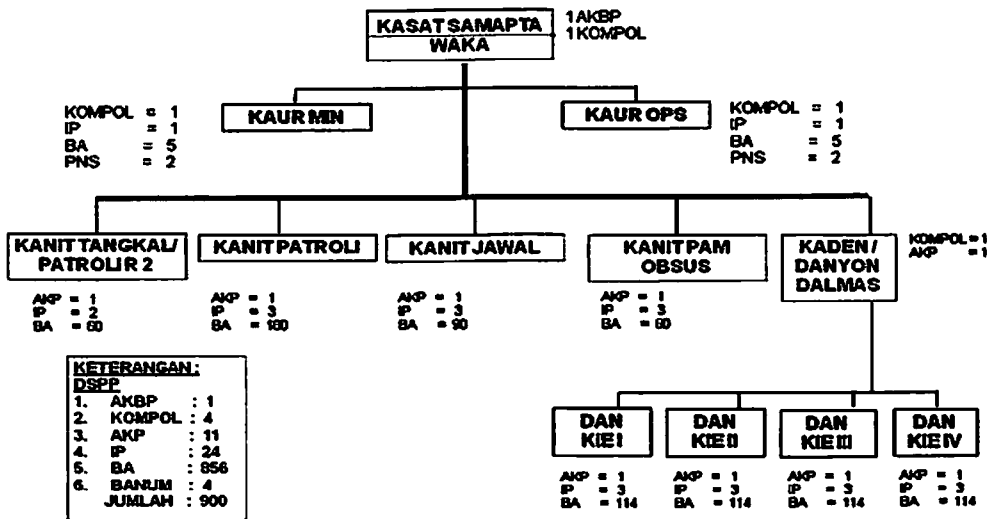 KASAT SAMAPTA
WAKA
1 AKBP
1 KOMPOL
KAUR MIN
KOMPOL = 1
IP = 1
BA = 5
PNS = 2
KAUR OPS
KOMPOL = 1
IP = 1
BA = 5
PNS = 2
KANIT TANGKAL/
PATROLI R 2
AKP = 1
IP = 2
BA = 60
KANIT PATROLI
AKP = 1
IP = 3
BA = 180
KANIT JAWAL
AKP = 1
IP = 3
BA = 90
KANIT PAM
OBSUS
AKP = 1
IP = 3
BA = 60
KADEN /
DANYON
DALMAS
KOMPOL = 1
AKP = 1
KETERANGAN :
DSPP
1. AKBP : 1
2. KOMPOL : 4
3. AKP : 11
4. IP : 24
5. BA : 856
6. BANUM : 4
JUMLAH : 900
DAN
KIE I
AKP = 1
IP = 3
BA = 114
DAN
KIE II
AKP = 1
IP = 3
BA = 114
DAN
KIE III
AKP = 1
IP = 3
BA = 114
DAN
KIE IV
AKP = 1
IP = 3
BA = 114